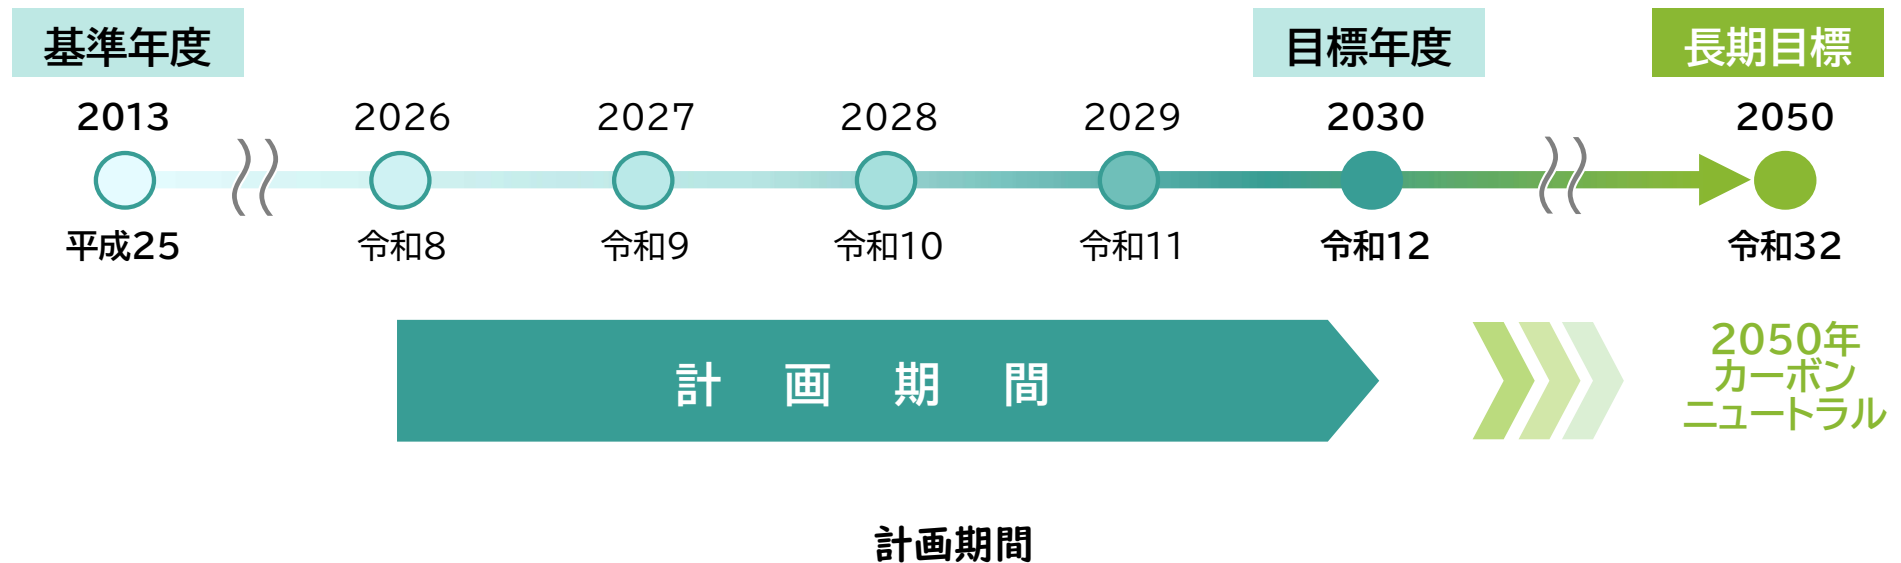 基準年度 目標年度 長期目標
2013 2026 2027 2028 2029 2030 2050
平成25 令和8 令和9 令和10 令和11 令和12 令和32
計画期間
2050年
カーボン
ニュートラル
計画期間